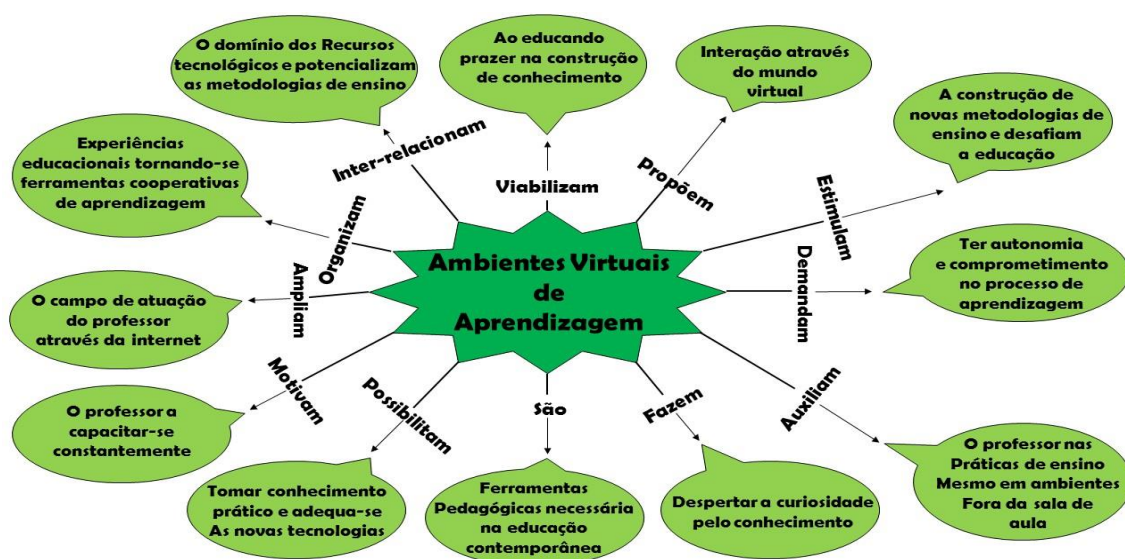 O domínio dos Recursos
tecnológicos e potencializam
as metodologias de ensino
Ao educando
prazer na construção
de conhecimento
Interação através
do mundo
virtual
A construção de
novas metodologias de
ensino e desafiam
a educação
Experiências
educacionais tornando-se
ferramentas cooperativas
de aprendizagem
Inter-relacionam
Viabilizam
Propõem
Estimulam
Organizam
Ambientes Virtuais
de
Aprendizagem
Demandam
Ter autonomia
e comprometimento
no processo de
aprendizagem
O campo de atuação
do professor
através da internet
Ampliam
Motivam
Possibilitam
São
Fazem
Auxiliam
O professor a
capacitar-se
constantemente
Tomar conhecimento
prático e adequa-se
As novas tecnologias
Ferramentas
Pedagógicas necessária
na educação
contemporânea
Despertar a curiosidade
pelo conhecimento
O professor nas
Práticas de ensino
Mesmo em ambientes
Fora da sala de
aula